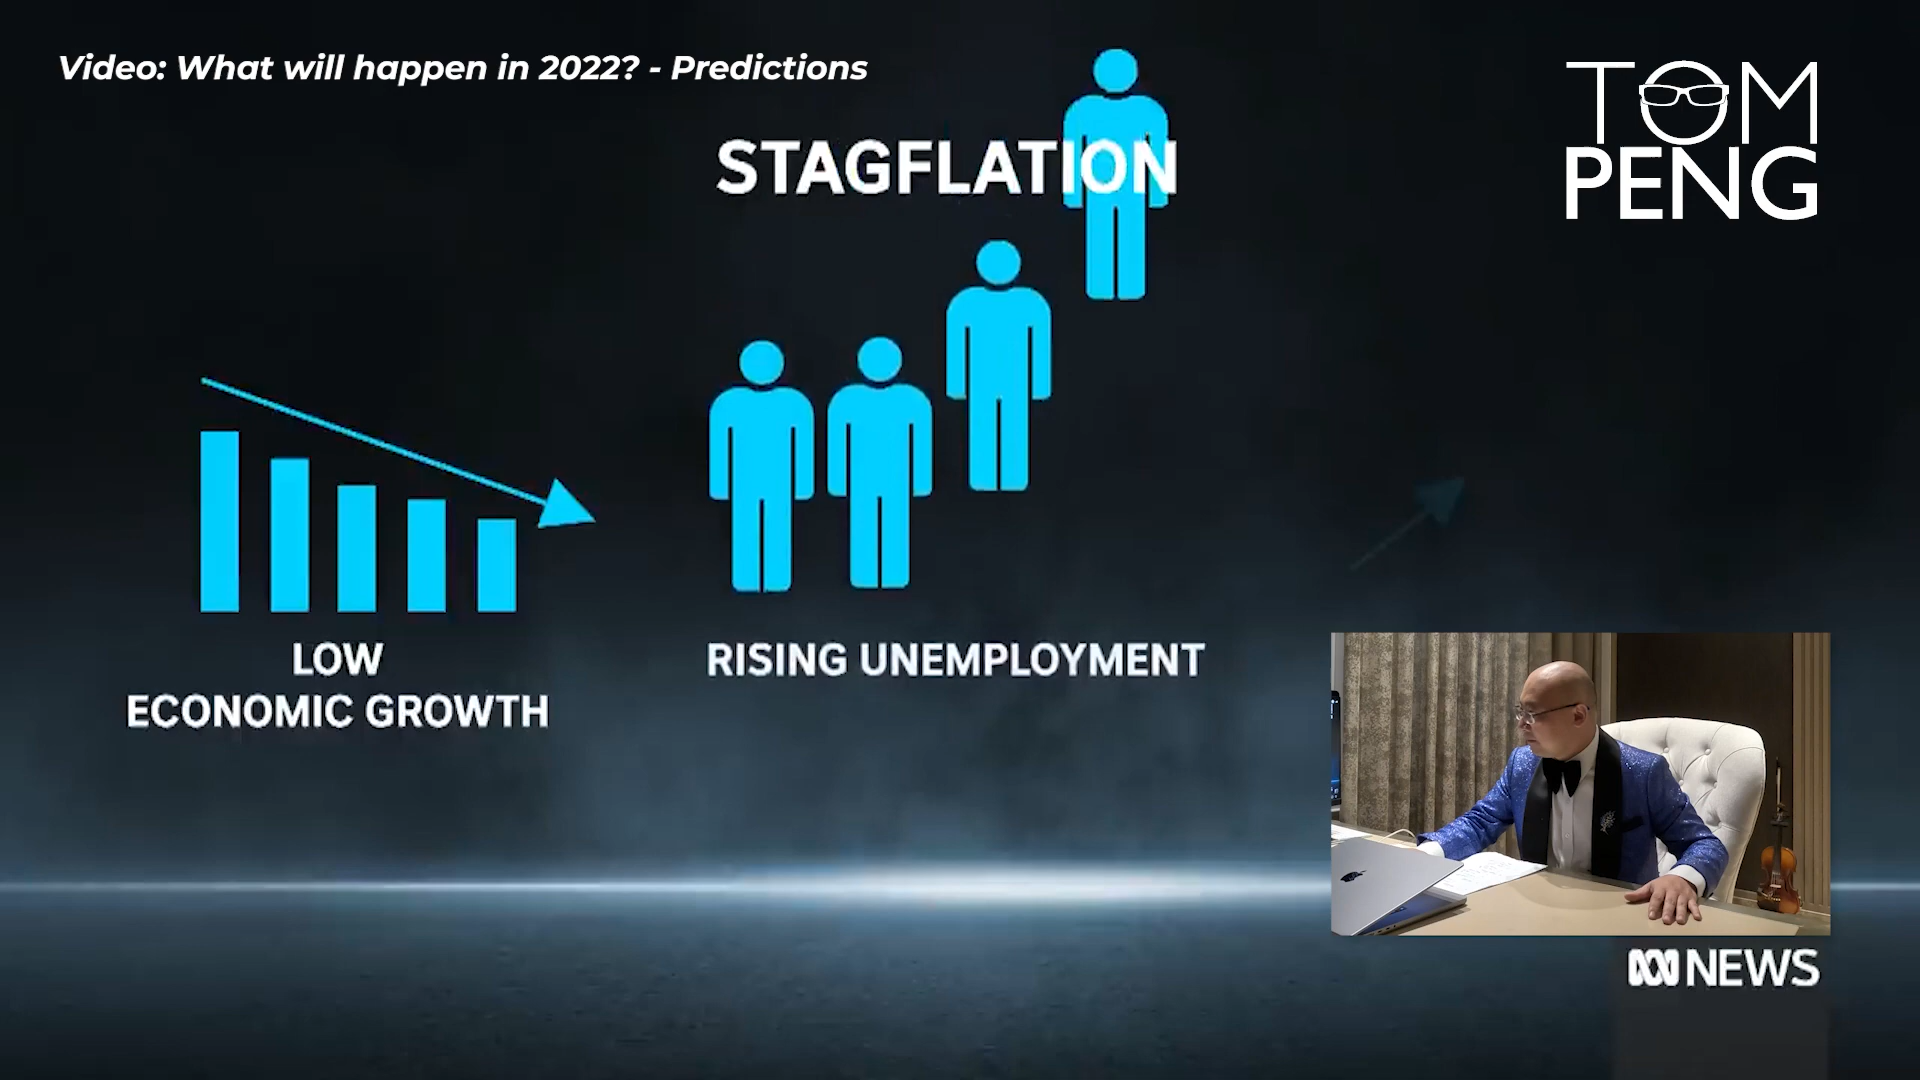 Video: What will happen in 2022? - Predictions
TOM
PENG
STAGFLATION
LOW
ECONOMIC GROWTH
RISING UNEMPLOYMENT
NEWS